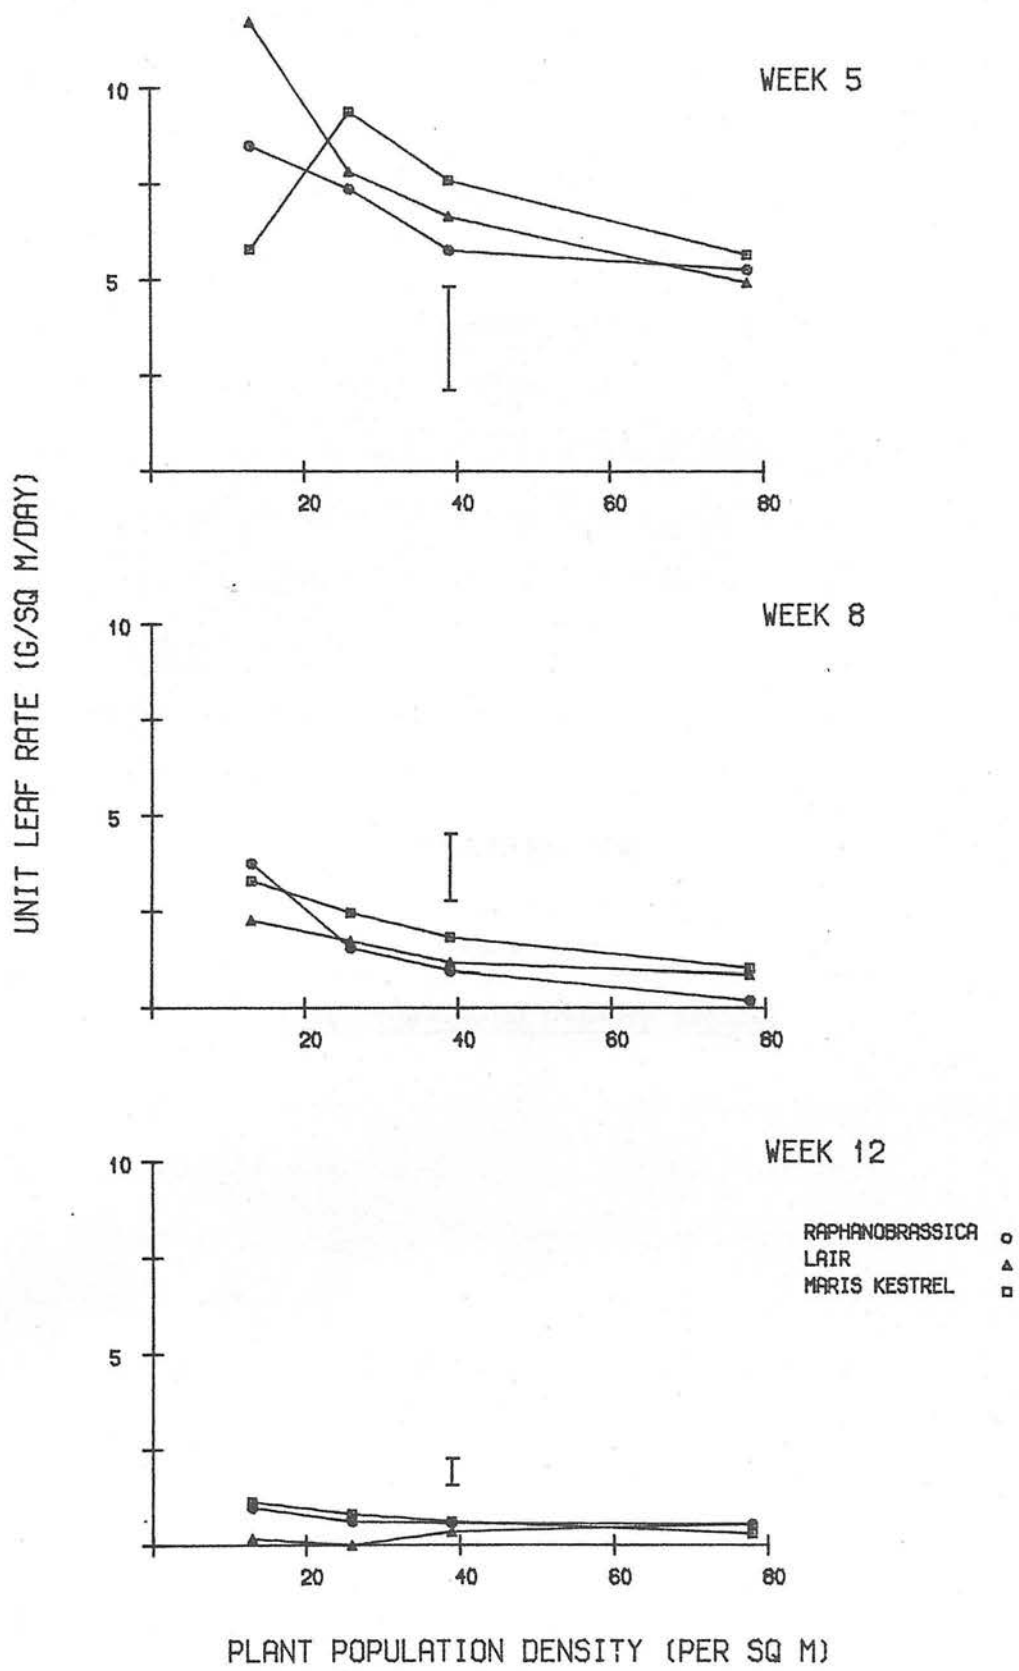 WEEK 5
10
5
20 40 60 80
WEEK 8
10
5
20 40 60 80
WEEK 12
10
5
20 40 60 80
RAPHANOBRASSICA
LAIR
MARIS KESTREL
UNIT LEAF RATE (G/SQ M/DAY)
PLANT POPULATION DENSITY (PER SQ M)